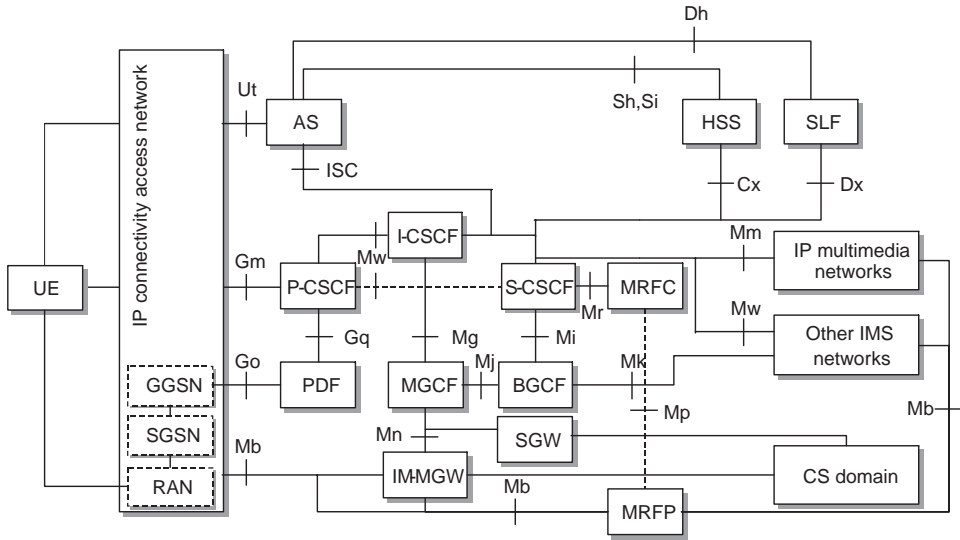 Dh
Sh,Si
Ut
AS
HSS
SLF
ISC
Cx
Dx
IP connectivity access network
I-CSCF
Mm
IP multimedia
networks
Gm
Mw
UE
P-CSCF
S-CSCF
MRFC
Mr
Mw
Other IMS
networks
Gq
Mg
Mi
Go
Mj
Mk
GGSN
PDF
MGCF
BGCF
Mp
Mb
SGSN
Mn
SGW
Mb
RAN
IM-MGW
Mb
CS domain
MRFP